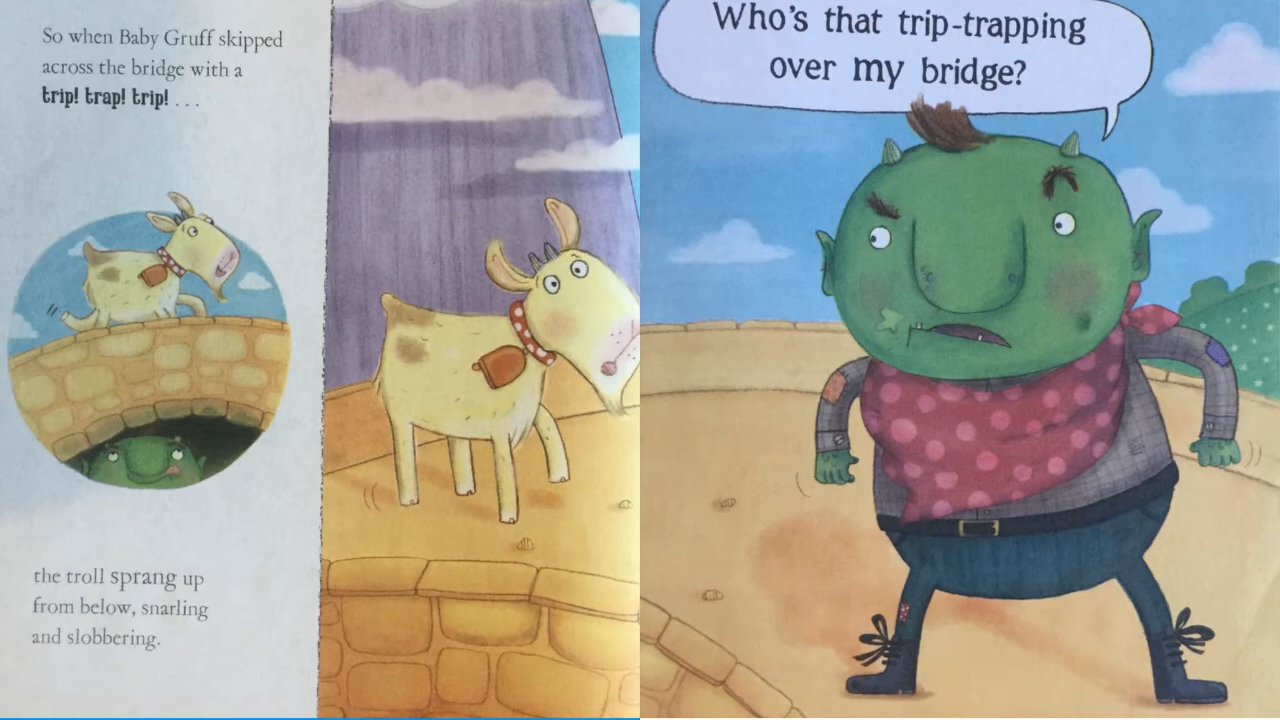 So when Baby Gruff skipped
across the bridge with a
trip! trap! trip! . . .
the troll sprang up
from below, snarling
and slobbering.
Who's that trip-trapping
over my bridge?